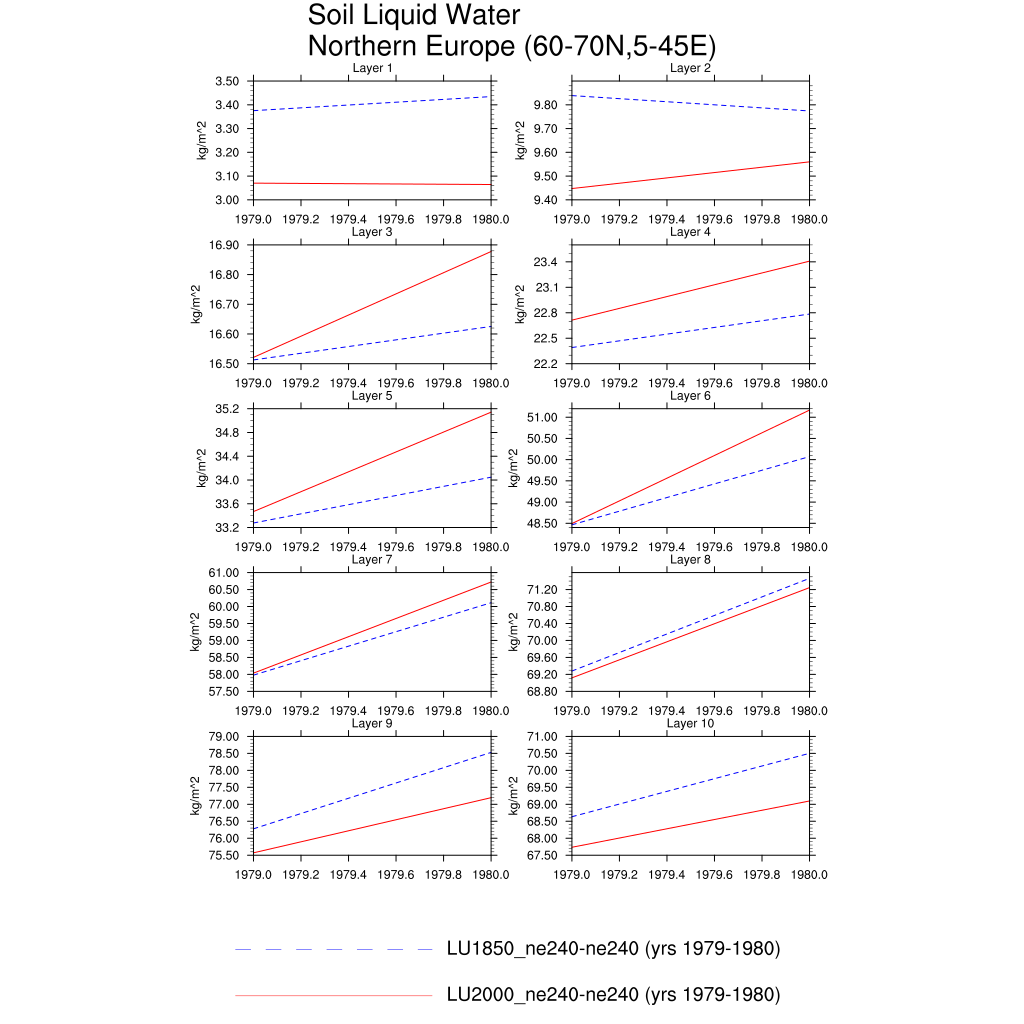 Soil Liquid Water
Northern Europe (60-70N,5-45E)
Layer 1
3.50
3.40
3.30
3.20
3.10
3.00
kg/m^2
1979.0 1979.2 1979.4 1979.6 1979.8 1980.0
Layer 2
9.80
9.70
9.60
9.50
9.40
kg/m^2
1979.0 1979.2 1979.4 1979.6 1979.8 1980.0
Layer 3
16.90
16.80
16.70
16.60
16.50
kg/m^2
1979.0 1979.2 1979.4 1979.6 1979.8 1980.0
Layer 4
23.4
23.1
22.8
22.5
22.2
kg/m^2
1979.0 1979.2 1979.4 1979.6 1979.8 1980.0
Layer 5
35.2
34.8
34.4
34.0
33.6
33.2
kg/m^2
1979.0 1979.2 1979.4 1979.6 1979.8 1980.0
Layer 6
51.00
50.50
50.00
49.50
49.00
48.50
kg/m^2
1979.0 1979.2 1979.4 1979.6 1979.8 1980.0
Layer 7
61.00
60.50
60.00
59.50
59.00
58.50
58.00
57.50
kg/m^2
1979.0 1979.2 1979.4 1979.6 1979.8 1980.0
Layer 8
71.20
70.80
70.40
70.00
69.60
69.20
68.80
kg/m^2
1979.0 1979.2 1979.4 1979.6 1979.8 1980.0
Layer 9
79.00
78.50
78.00
77.50
77.00
76.50
76.00
75.50
kg/m^2
1979.0 1979.2 1979.4 1979.6 1979.8 1980.0
Layer 10
71.00
70.50
70.00
69.50
69.00
68.50
68.00
67.50
kg/m^2
1979.0 1979.2 1979.4 1979.6 1979.8 1980.0
LU1850_ne240-ne240 (yrs 1979-1980)
LU2000_ne240-ne240 (yrs 1979-1980)